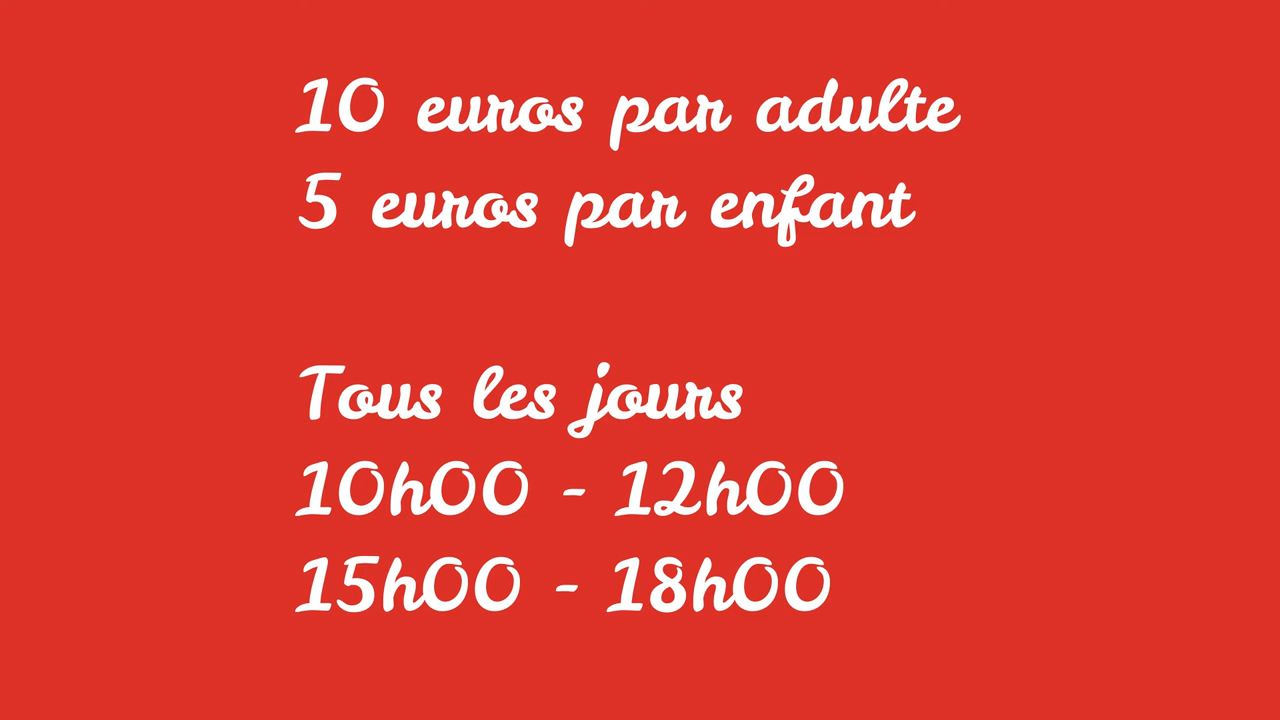 10 euros par adulte
5 euros par enfant
Tous les jours
10h00 - 12h00
15h00 - 18h00